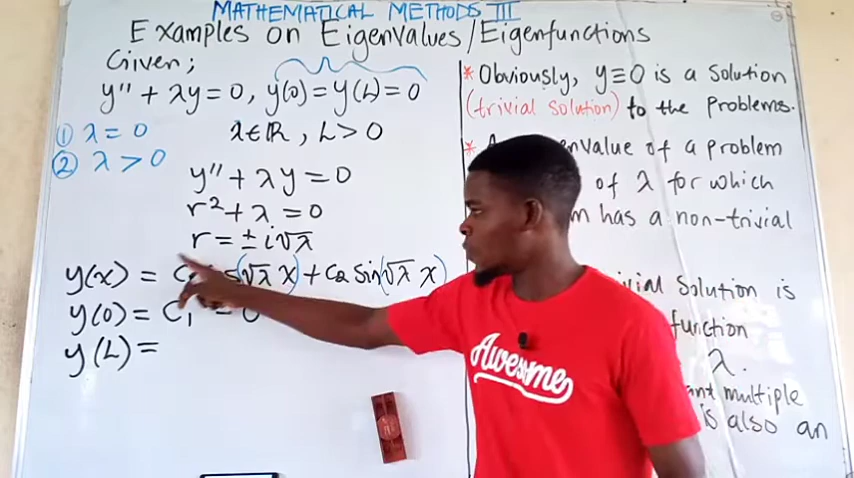 MATHEMATICAL METHODS III
Examples on Eigenvalues/Eigenfunctions
Given;
y'' + λy = 0, y(0) = y(L) = 0
① λ = 0
λ∈ℝ, L > 0
② λ > 0
y'' + λy = 0
r² + λ = 0
r = ± i√λ
y(x) = (√λ x) + C₂ sin(√λ x)
y(0) = C₁ = 0
y(L) =
* Obviously, y≡0 is a solution
(trivial solution) to the problems.
* of a problem
of λ for which
has a non-trivial
solution is
function
λ.
multiple
is also an
Awesome